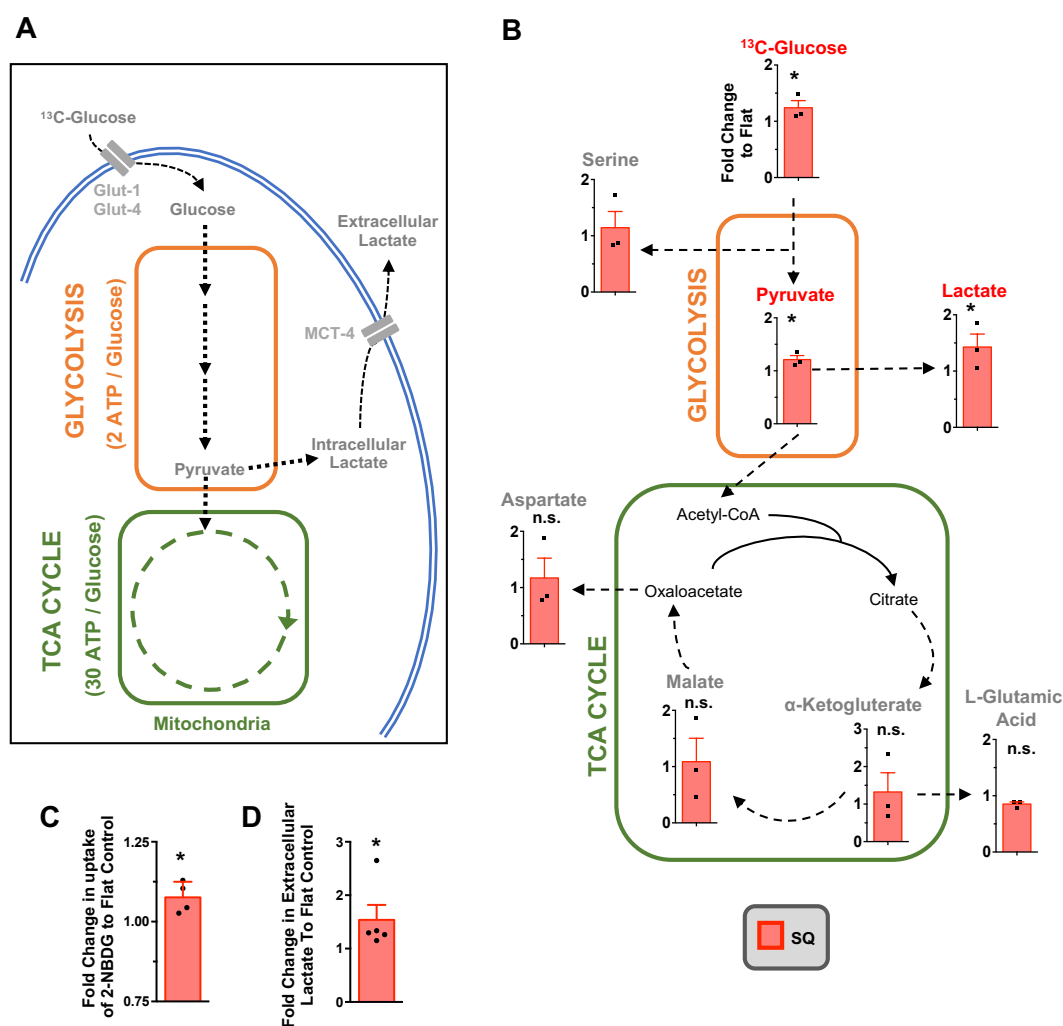 A
¹³C-Glucose
Glut-1
Glut-4
Glucose
Extracellular
Lactate
GLYCOLYSIS
(2 ATP / Glucose)
MCT-4
Pyruvate
Intracellular
Lactate
TCA CYCLE
(30 ATP / Glucose)
Mitochondria
B
¹³C-Glucose
Fold Change
to Flat
2
1
0
*
Serine
2
1
0
GLYCOLYSIS
Pyruvate
*
2
1
0
Lactate
*
2
1
0
TCA CYCLE
Acetyl-CoA
Oxaloacetate
Citrate
Aspartate
n.s.
2
1
0
Malate
n.s.
2
1
0
α-Ketogluterate
n.s.
3
2
1
0
L-Glutamic
Acid
n.s.
2
1
0
SQ
C
Fold Change in uptake
of 2-NBDG to Flat Control
1.25
1.00
0.75
*
D
Fold Change in Extracellular
Lactate To Flat Control
3
2
1
0
*